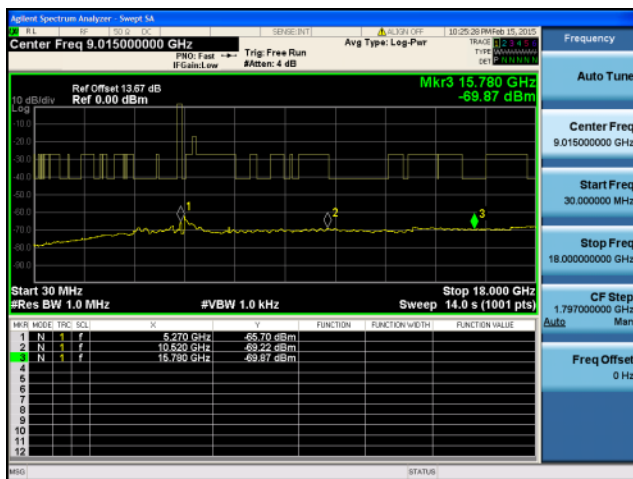 Agilent Spectrum Analyzer - Swept SA
RL RF 50 Ω DC SENSE:INT ALIGN OFF 10:25:28 PM Feb 15, 2015
Center Freq 9.015000000 GHz
PNO: Fast
IFGain:Low
Trig: Free Run
#Atten: 4 dB
Avg Type: Log-Pwr
TRACE 1 2 3 4 5 6
TYPE
DET P N N N N N
Ref Offset 13.67 dB
10 dB/div Ref 0.00 dBm
Log
Mkr3 15.780 GHz
-69.87 dBm
-10.0
-20.0
-30.0
-40.0
-50.0
-60.0
-70.0
-80.0
-90.0
1
2
3
Start 30 MHz Stop 18.000 GHz
#Res BW 1.0 MHz #VBW 1.0 kHz Sweep 14.0 s (1001 pts)
MKR MODE TRC SCL X Y FUNCTION FUNCTION WIDTH FUNCTION VALUE
1 N 1 f 5.270 GHz -65.70 dBm
2 N 1 f 10.520 GHz -69.22 dBm
3 N 1 f 15.780 GHz -69.87 dBm
4
5
6
7
8
9
10
11
12
MSG STATUS
Frequency
Auto Tune
Center Freq
9.015000000 GHz
Start Freq
30.000000 MHz
Stop Freq
18.000000000 GHz
CF Step
1.797000000 GHz
Auto Man
Freq Offset
0 Hz